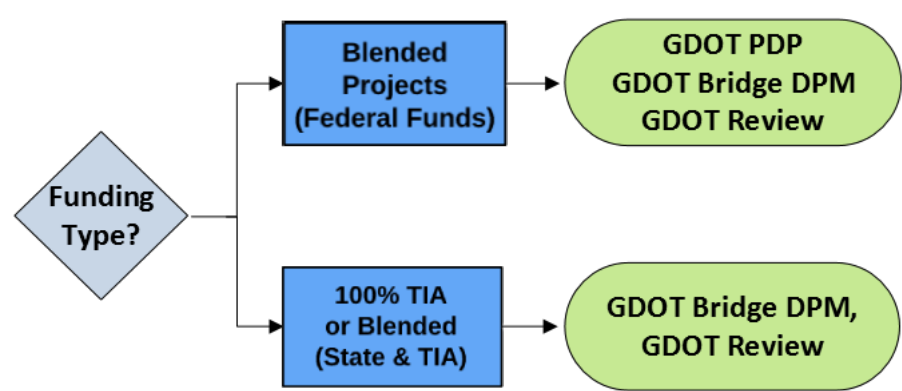 Funding
Type?
Blended
Projects
(Federal Funds)
GDOT PDP
GDOT Bridge DPM
GDOT Review
100% TIA
or Blended
(State & TIA)
GDOT Bridge DPM,
GDOT Review